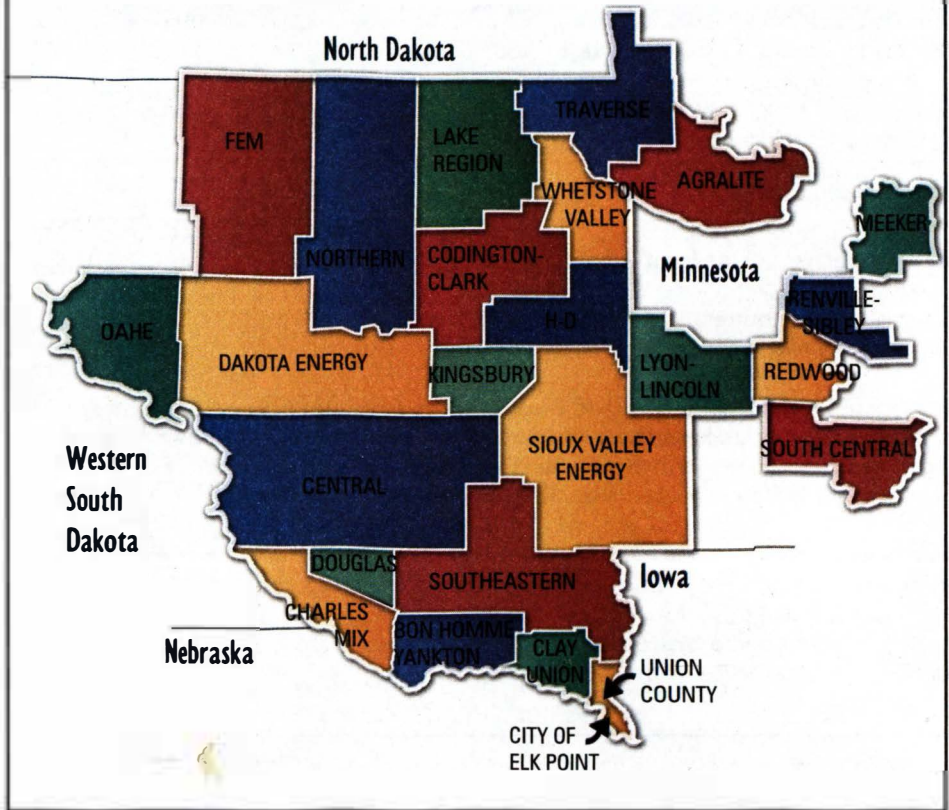 North Dakota
TRAVERSE
FEM
LAKE
REGION
AGRALITE
WHETSTONE
VALLEY
MEEKER
NORTHERN
CODINGTON-
CLARK
Minnesota
RENVILLE-
SIBLEY
OAHE
H-D
DAKOTA ENERGY
KINGSBURY
LYON-
LINCOLN
REDWOOD
SIOUX VALLEY
ENERGY
SOUTH CENTRAL
Western
South
Dakota
CENTRAL
DOUGLAS
SOUTHEASTERN
Iowa
CHARLES
MIX
BON HOMME
YANKTON
CLAY
UNION
Nebraska
UNION
COUNTY
CITY OF
ELK POINT